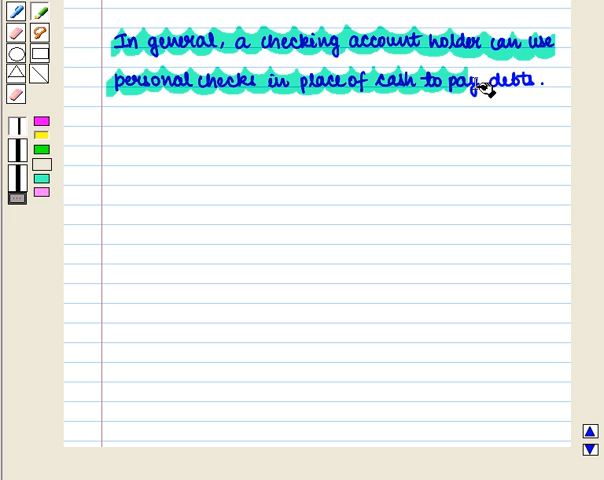 In general, a checking account holder can use
personal checks in place of cash to pay debts.